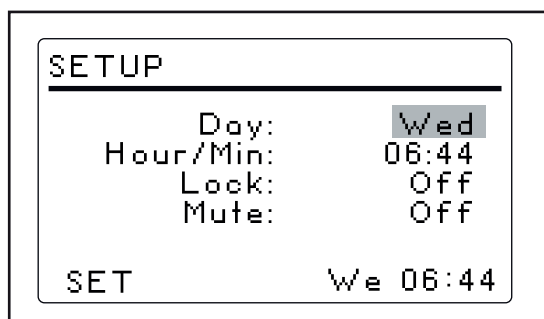 SETUP
Day: Wed
Hour/Min: 06:44
Lock: Off
Mute: Off
SET We 06:44